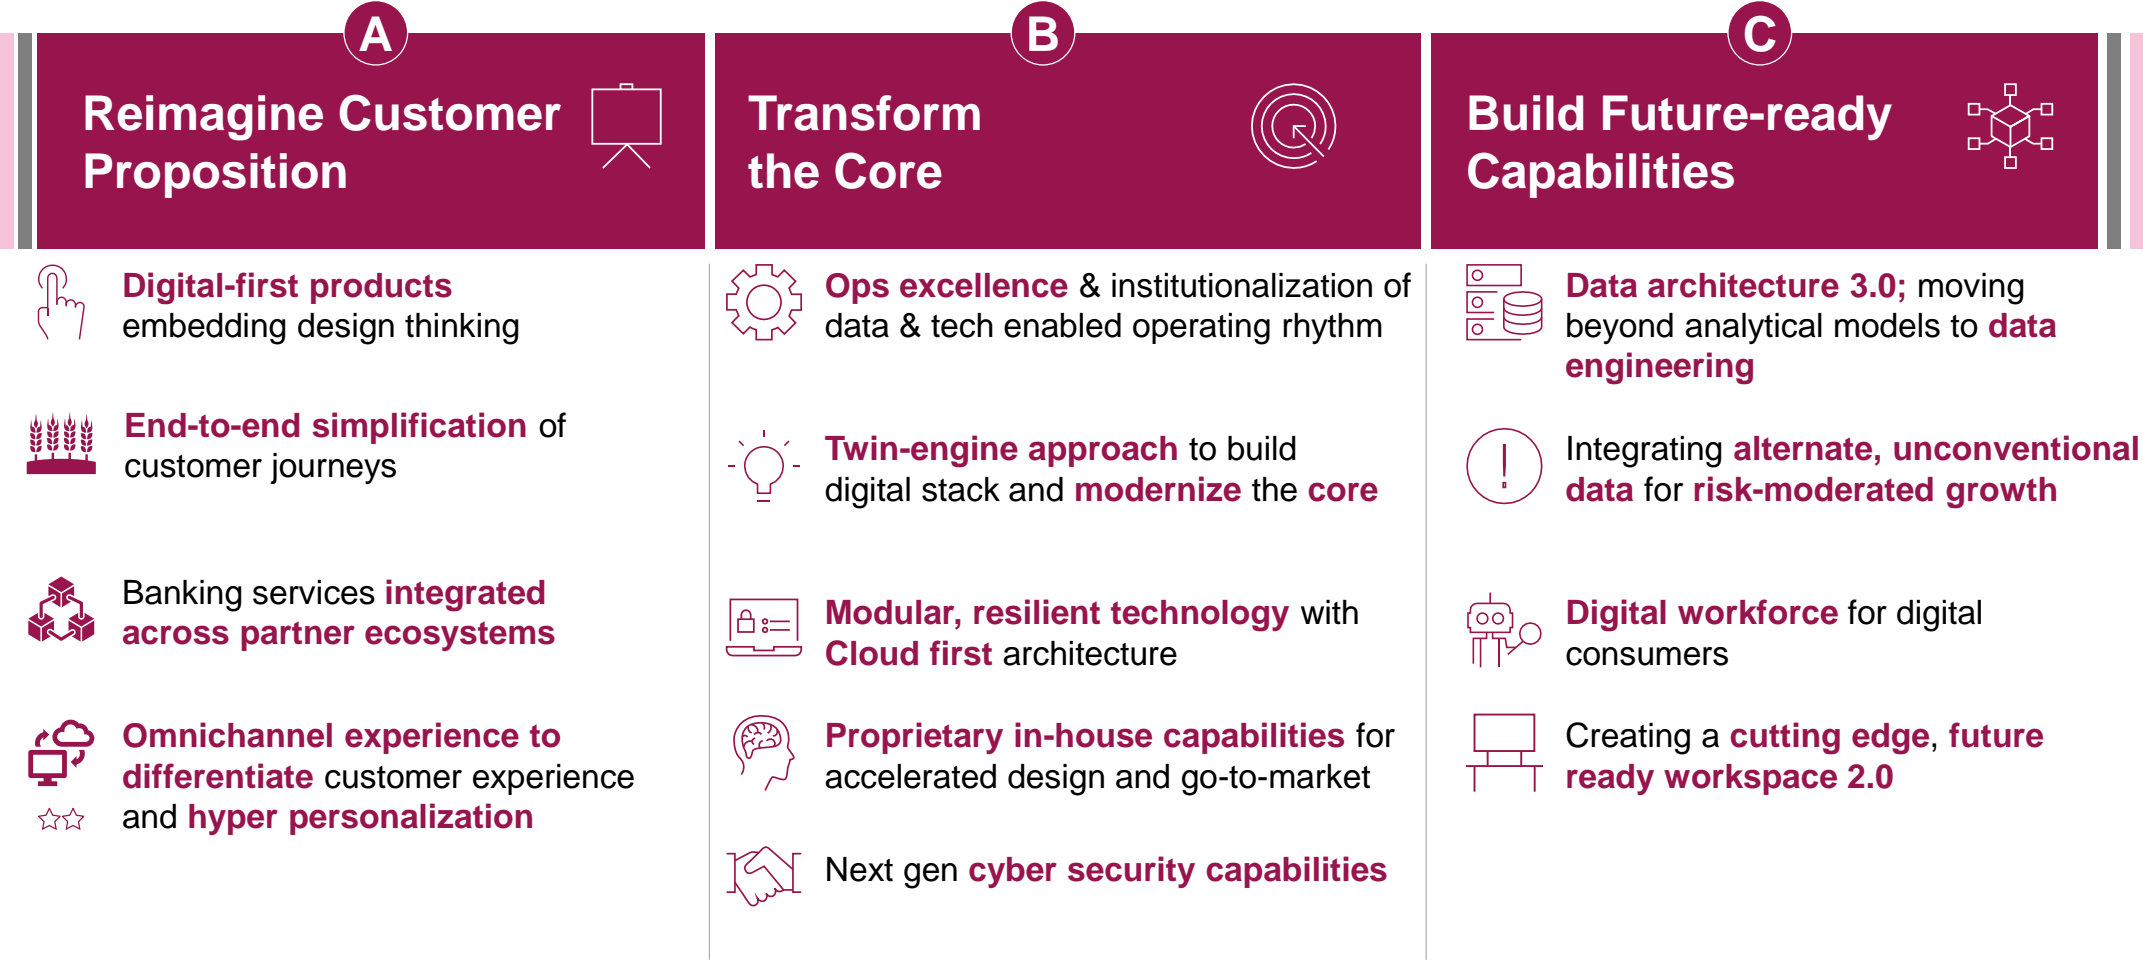 A
Reimagine Customer
Proposition
Digital-first products
embedding design thinking
End-to-end simplification of
customer journeys
Banking services integrated
across partner ecosystems
Omnichannel experience to
differentiate customer experience
and hyper personalization
B
Transform
the Core
Ops excellence & institutionalization of
data & tech enabled operating rhythm
Twin-engine approach to build
digital stack and modernize the core
Modular, resilient technology with
Cloud first architecture
Proprietary in-house capabilities for
accelerated design and go-to-market
Next gen cyber security capabilities
C
Build Future-ready
Capabilities
Data architecture 3.0; moving
beyond analytical models to data
engineering
Integrating alternate, unconventional
data for risk-moderated growth
Digital workforce for digital
consumers
Creating a cutting edge, future
ready workspace 2.0